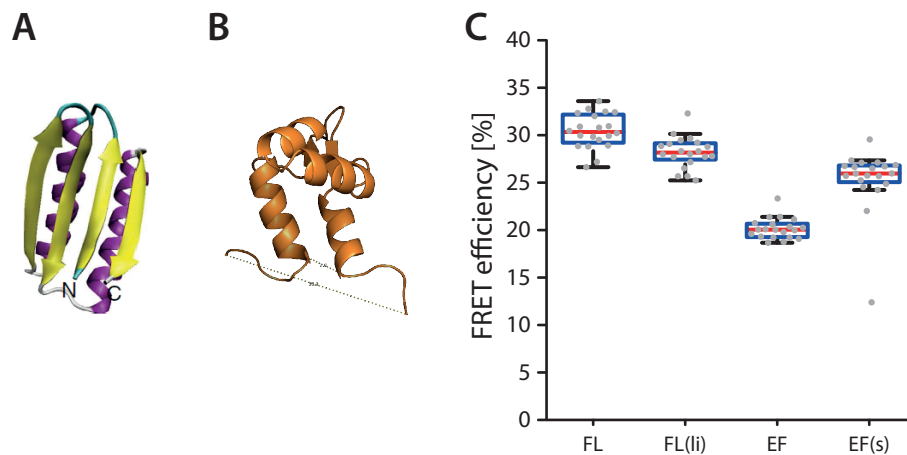 A
B
C
N
C
FRET efficiency [%]
40
35
30
25
20
15
10
5
0
FL
FL(li)
EF
EF(s)